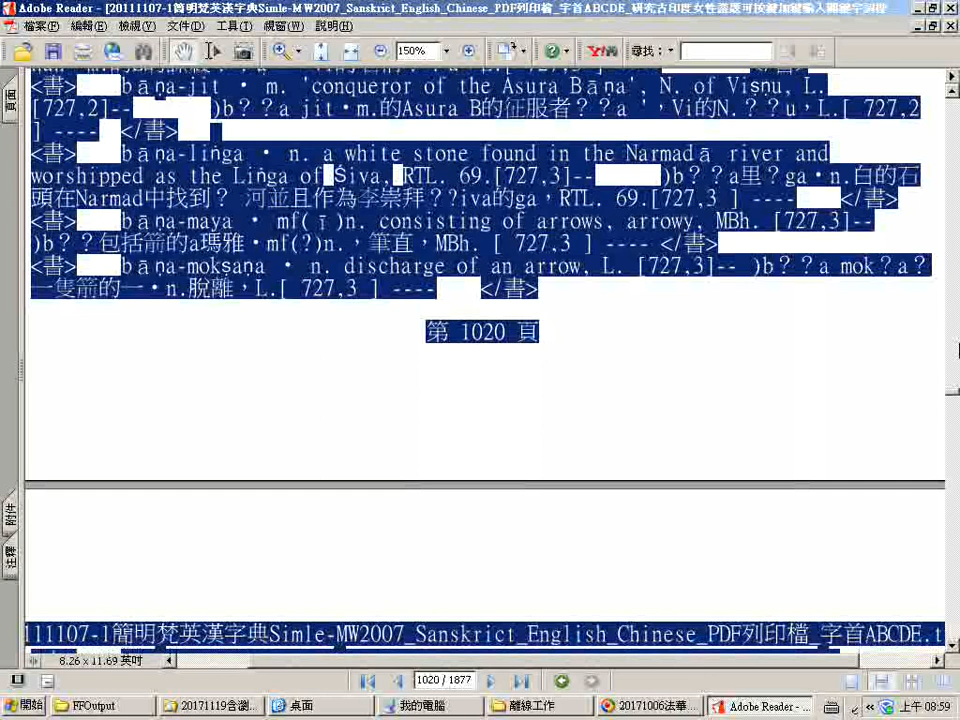 Adobe Reader - [20111107-1簡明梵英漢字典Simle-MW2007_Sanskrict_English_Chinese_PDF列印檔_字首ABCDE_研究古印度女性議題可按鍵加鍵輸入關鍵字詞搜
檔案(F) 編輯(E) 檢視(V) 文件(D) 工具(T) 視窗(W) 說明(H)
150% 尋找：
頁面
<書> bāṇa-jit · m. 'conqueror of the Asura Bāṇa', N. of Viṣṇu, L.
[727,2]-- )b？？a jit·m.的Asura B的征服者？？a '，Vi的N.？？u，L.[ 727,2
] ---- </書>
<書> bāṇa-liṅga · n. a white stone found in the Narmadā river and
worshipped as the Liṅga of Śiva, RTL. 69.[727,3]-- )b？？a里？ga·n.白的石
頭在Narmad中找到？ 河並且作為李崇拜？?iva的ga，RTL. 69.[727,3 ] ---- </書>
<書> bāṇa-maya · mf(ī)n. consisting of arrows, arrowy, MBh. [727,3]--
)b？？包括箭的a瑪雅·mf(?)n.，筆直，MBh. [ 727,3 ] ---- </書>
<書> bāṇa-mokṣaṇa · n. discharge of an arrow, L. [727,3]-- )b？？a mok？a？
一隻箭的一·n.脫離，L.[ 727,3 ] ---- </書>
第 1020 頁
附件
注釋
111107-1簡明梵英漢字典Simle-MW2007_Sanskrict_English_Chinese_PDF列印檔_字首ABCDE.t
8.26 x 11.69 英吋
1020 / 1877
開始 FFOutput 20171119含瀏... 桌面 我的電腦 離線工作 20171006法華... Adobe Reader - ... 上午 08:59